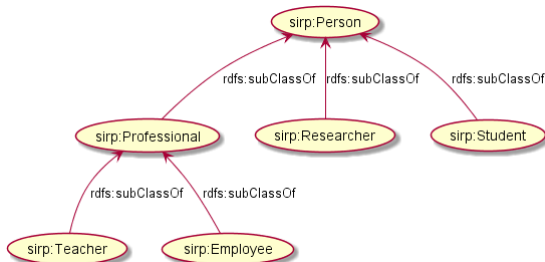 sirp:Person
rdfs:subClassOf rdfs:subClassOf rdfs:subClassOf
sirp:Professional sirp:Researcher sirp:Student
rdfs:subClassOf rdfs:subClassOf
sirp:Teacher sirp:Employee